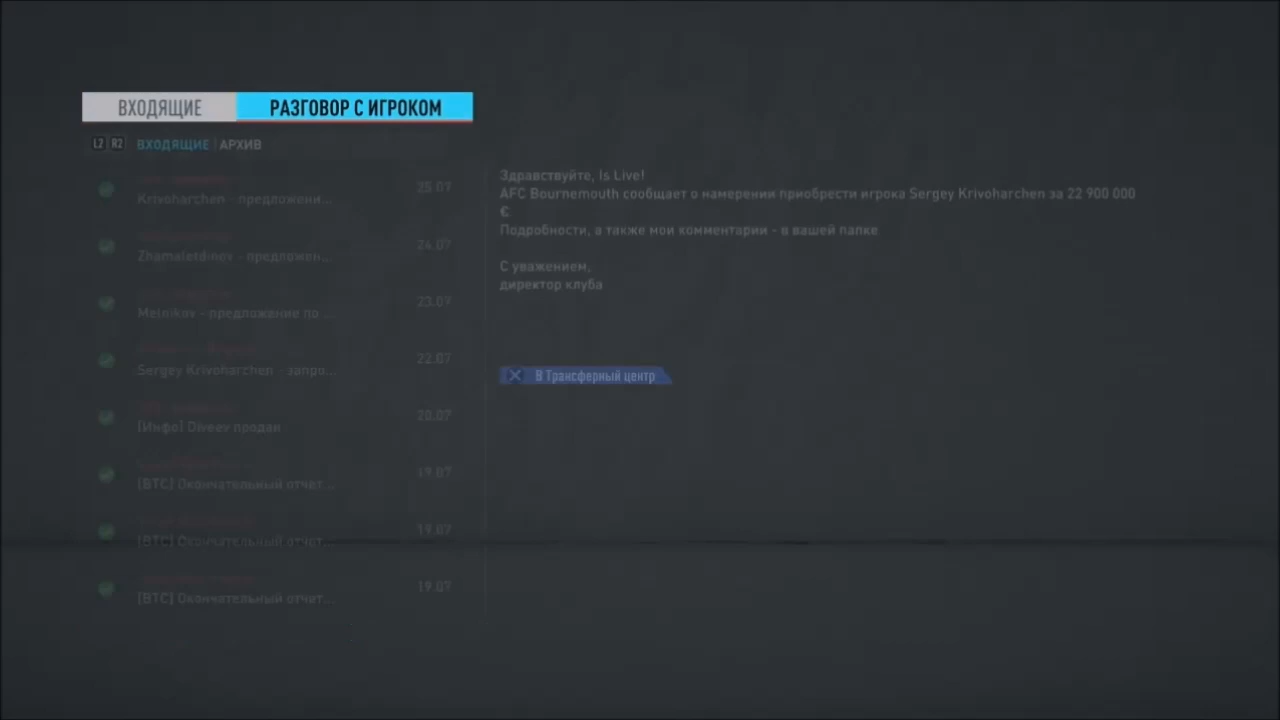 ВХОДЯЩИЕ РАЗГОВОР С ИГРОКОМ
L2 R2 ВХОДЯЩИЕ | АРХИВ
25.07
Krivoharchen - предложени...
24.07
Zhamaletdinov - предложен...
23.07
Melnikov - предложение по ...
22.07
Sergey Krivoharchen - запро...
20.07
[Инфо] Diveev продан
19.07
[ВТС] Окончательный отчет...
19.07
[ВТС] Окончательный отчет...
19.07
[ВТС] Окончательный отчет...
Здравствуйте, Is Live!
AFC Bournemouth сообщает о намерении приобрести игрока Sergey Krivoharchen за 22 900 000
€
Подробности, а также мои комментарии - в вашей папке
С уважением,
директор клуба
В Трансферный центр